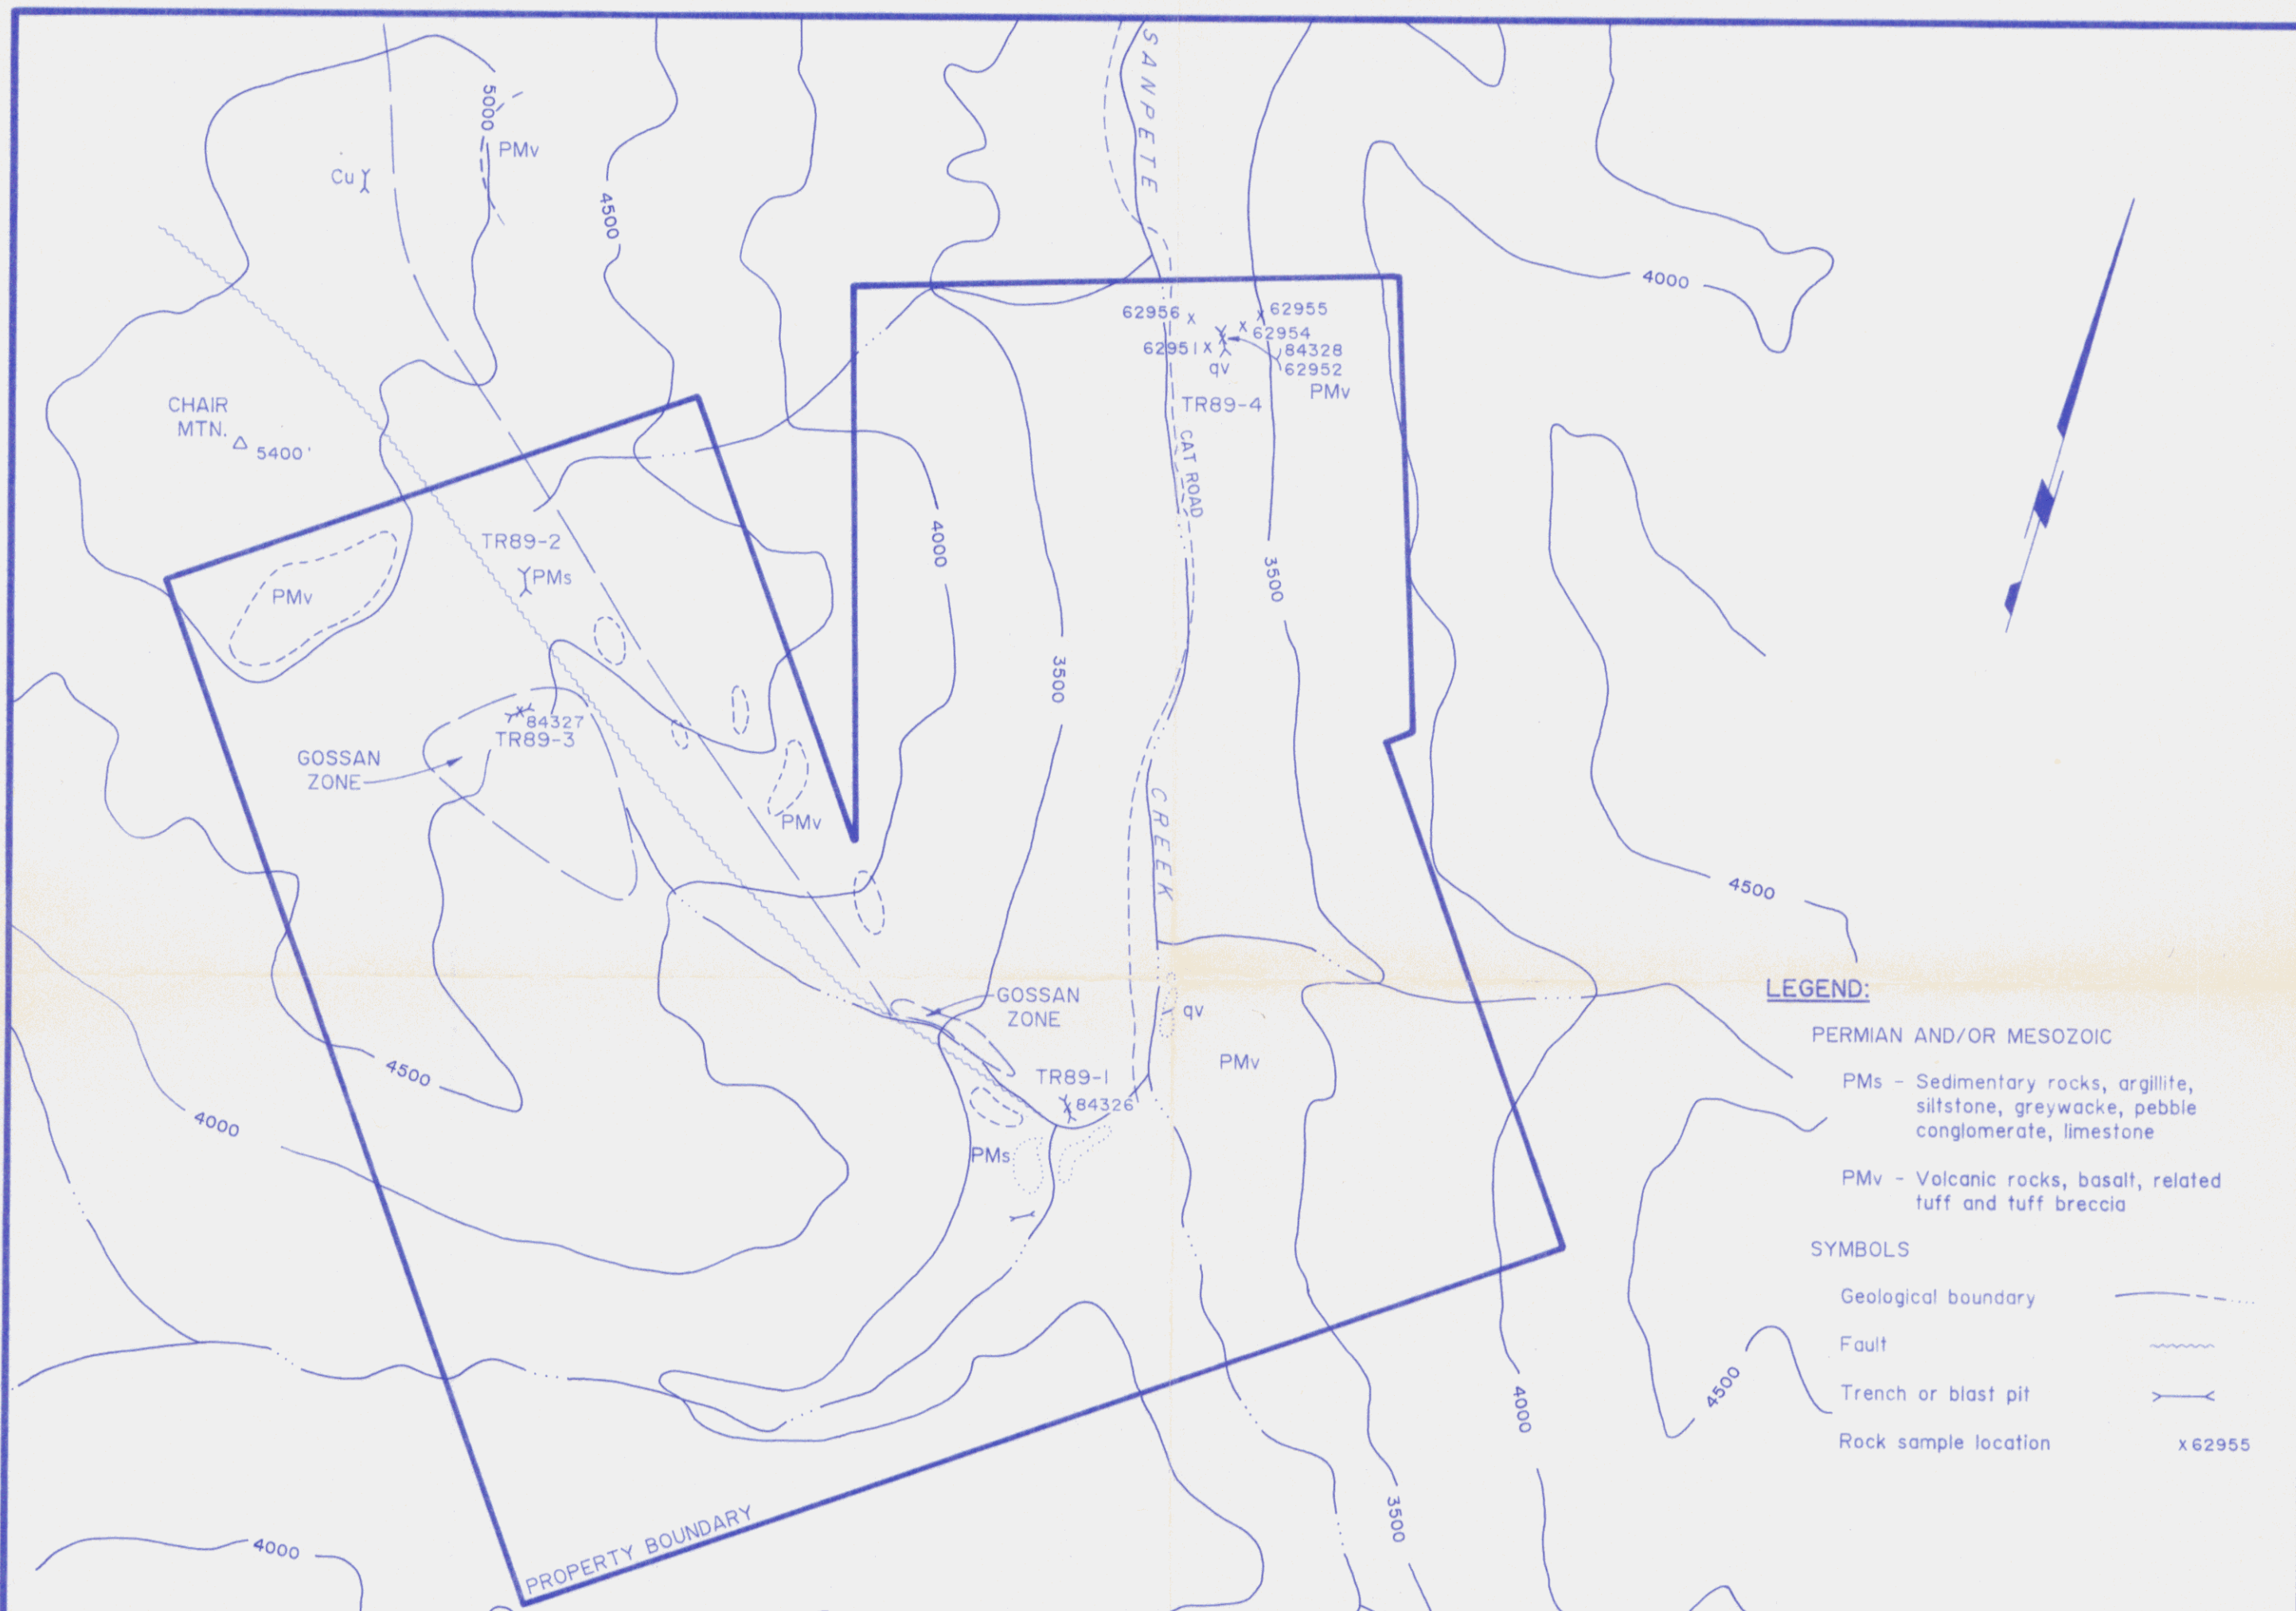 SANPETE
5000
PMv
Cu
4500
4000
62956 x
x 62955
x 62954
62951 x
84328
62952
qv
PMv
TR89-4
CHAIR
MTN.
5400'
CAT ROAD
TR89-2
PMs
4000
3500
PMv
3500
x 84327
TR89-3
GOSSAN
ZONE
CREEK
PMv
4500
GOSSAN
ZONE
qv
PMv
TR89-1
x 84326
4500
4000
PMs
4500
4000
3500
4000
PROPERTY BOUNDARY
LEGEND:
PERMIAN AND/OR MESOZOIC
PMs - Sedimentary rocks, argillite,
siltstone, greywacke, pebble
conglomerate, limestone
PMv - Volcanic rocks, basalt, related
tuff and tuff breccia
SYMBOLS
Geological boundary
Fault
Trench or blast pit
Rock sample location x 62955